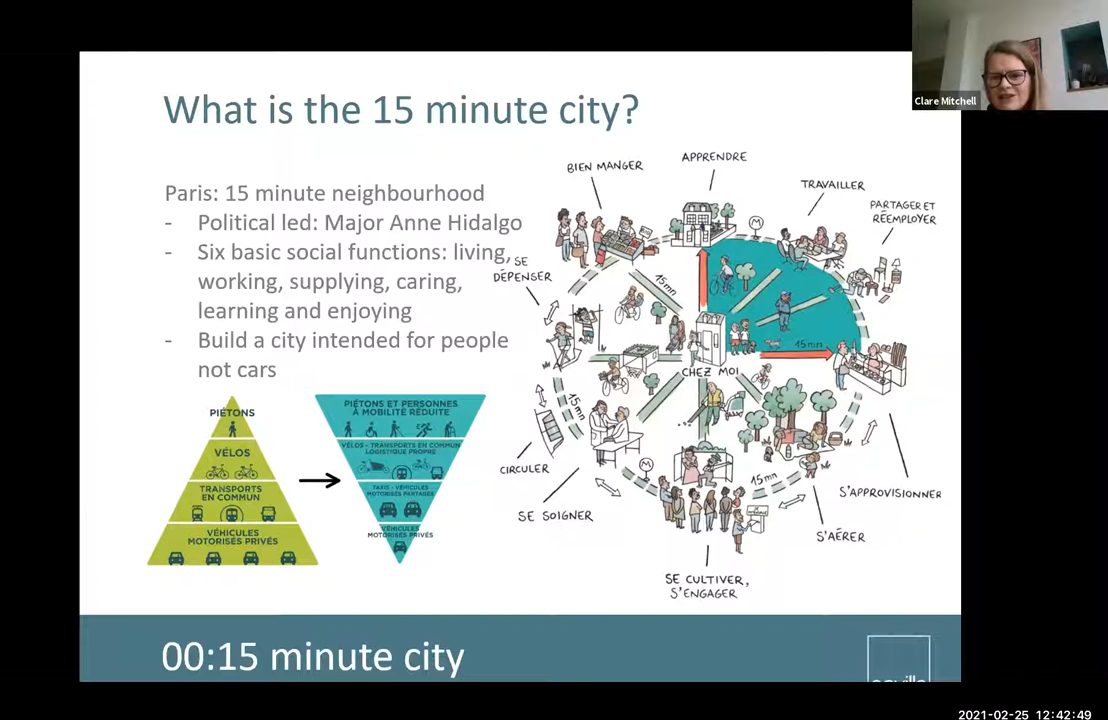 What is the 15 minute city?
Clare Mitchell
Paris: 15 minute neighbourhood
- Political led: Major Anne Hidalgo
- Six basic social functions: living,
working, supplying, caring,
learning and enjoying
- Build a city intended for people
not cars
PIÉTONS
VÉLOS
TRANSPORTS
EN COMMUN
VÉHICULES
MOTORISÉS PRIVÉS
PIÉTONS ET PERSONNES
À MOBILITÉ RÉDUITE
VÉLOS - TRANSPORTS EN COMMUN
LOGISTIQUE PROPRE
TAXIS - VÉHICULES
MOTORISÉS PARTAGÉS
VÉHICULES
MOTORISÉS PRIVÉS
BIEN MANGER
APPRENDRE
TRAVAILLER
PARTAGER ET
RÉEMPLOYER
M
SE
DÉPENSER
15mn
15mn
CHEZ MOI
15mn
CIRCULER
M
15mn
SE SOIGNER
S'APPROVISIONNER
S'AÉRER
SE CULTIVER,
S'ENGAGER
00:15 minute city
2021-02-25 12:42:49